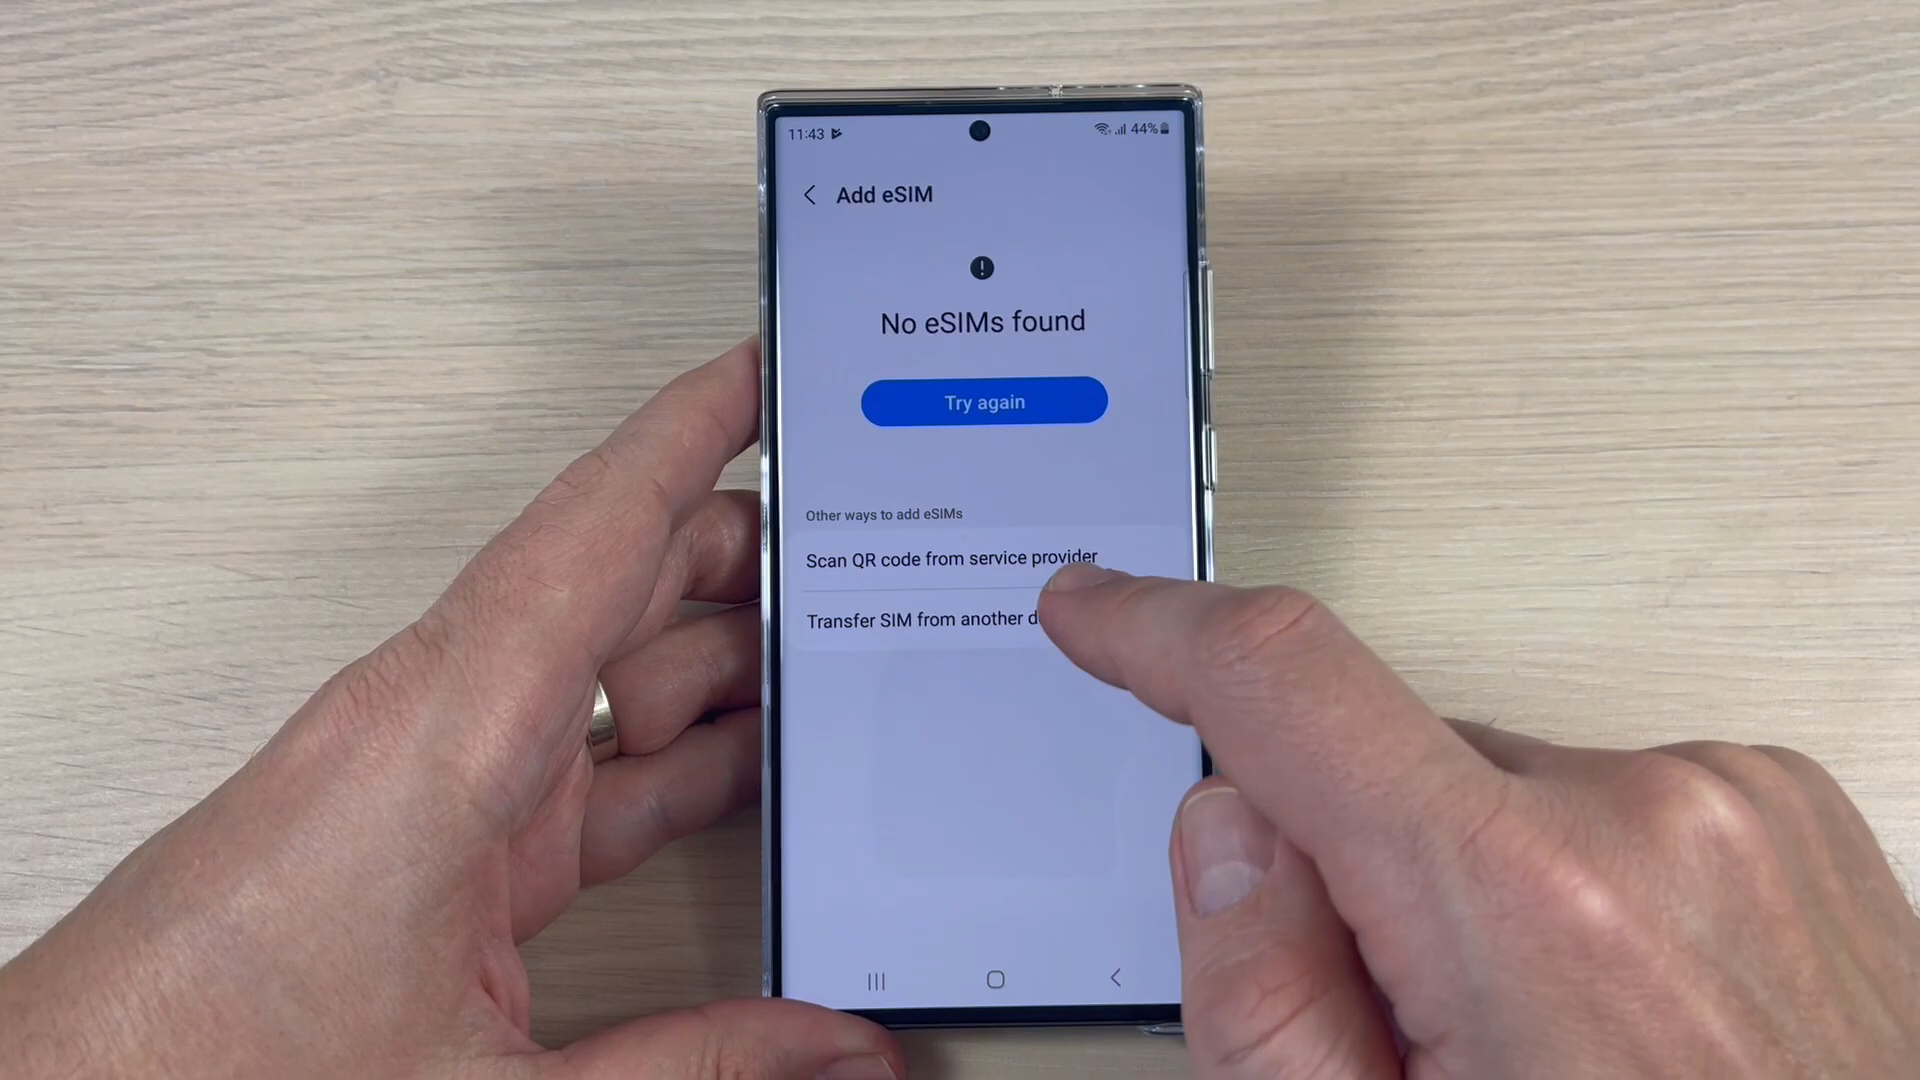 11:43 44%
Add eSIM
No eSIMs found
Try again
Other ways to add eSIMs
Scan QR code from service provider
Transfer SIM from another